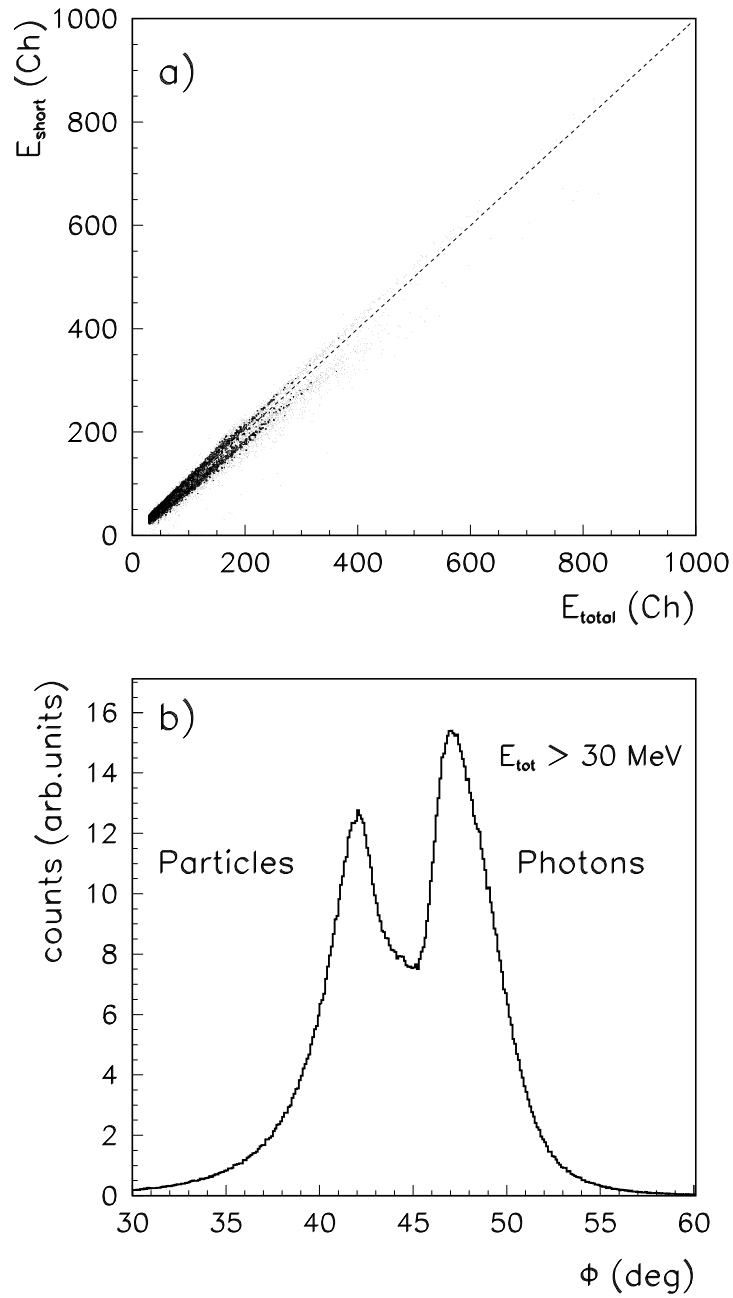 E_short (Ch)
1000
800
600
400
200
0
a)
0 200 400 600 800 1000
E_total (Ch)
counts (arb.units)
16
14
12
10
8
6
4
2
0
b)
E_tot > 30 MeV
Particles Photons
30 35 40 45 50 55 60
ϕ (deg)